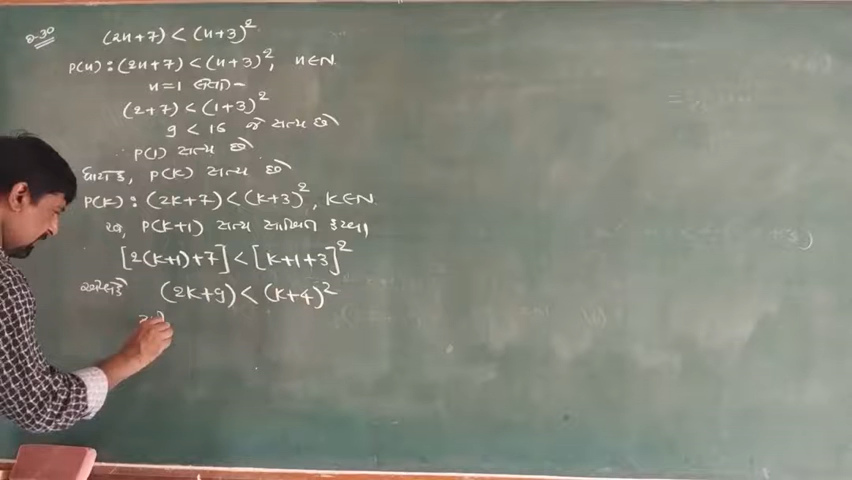 Q-30 (2n+7) < (n+3)²
P(n) : (2n+7) < (n+3)², n∈N.
n=1 લેતાં-
(2+7) < (1+3)²
9 < 16 જે સત્ય છે
P(1) સત્ય છે
ધારોકે, P(k) સત્ય છે
P(k) : (2k+7) < (k+3)², k∈N.
P(k+1) સત્ય સાબિત કરવા,
[2(k+1)+7] < [k+1+3]²
(2k+9) < (k+4)²